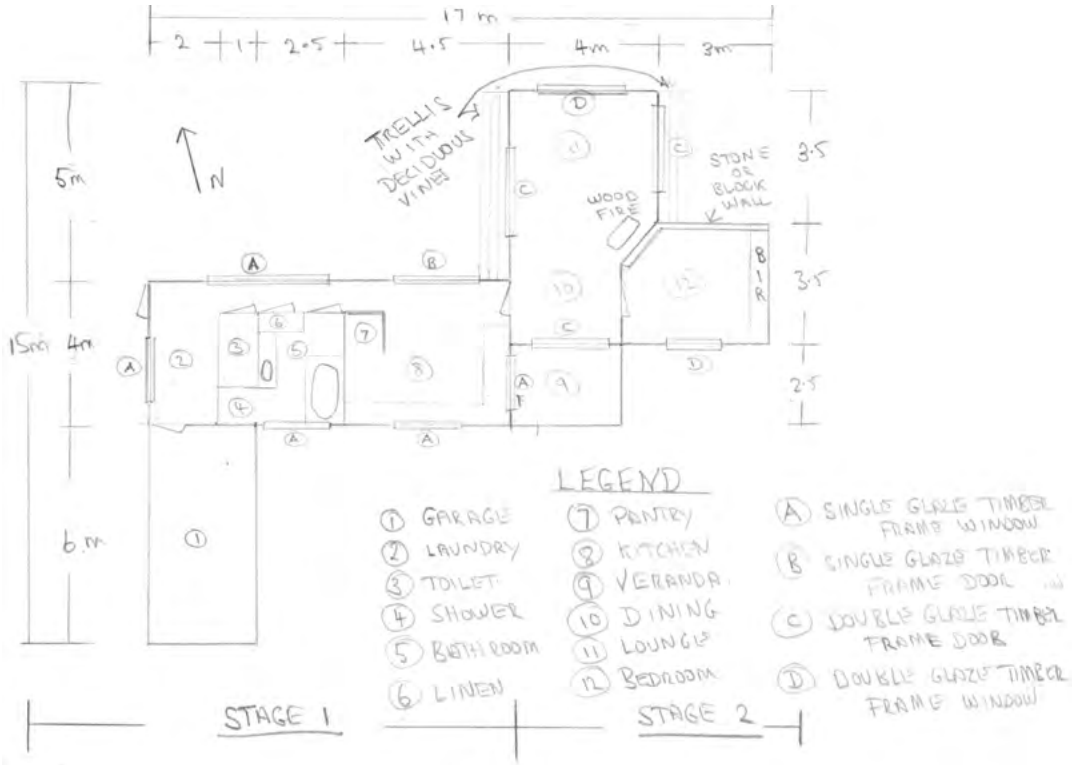 17 m
2 1 2.5 4.5 4m 3m
A
D
TRELLIS
WITH
DECIDUOUS
VINES
N
5m
11
C
C
3.5
STONE
OR
BLOCK
WALL
WOOD
FIRE
A
B
15m 4m
A
2
3
6
5
4
7
8
10
C
12
BIR
3.5
A
F
9
D
2.5
A
A
6 m
1
LEGEND
1 GARAGE
2 LAUNDRY
3 TOILET
4 SHOWER
5 BATHROOM
6 LINEN
7 PANTRY
8 KITCHEN
9 VERANDA
10 DINING
11 LOUNGE
12 BEDROOM
A SINGLE GLAZE TIMBER
FRAME WINDOW
B SINGLE GLAZE TIMBER
FRAME DOOR
C DOUBLE GLAZE TIMBER
FRAME DOOR
D DOUBLE GLAZE TIMBER
FRAME WINDOW
STAGE 1
STAGE 2